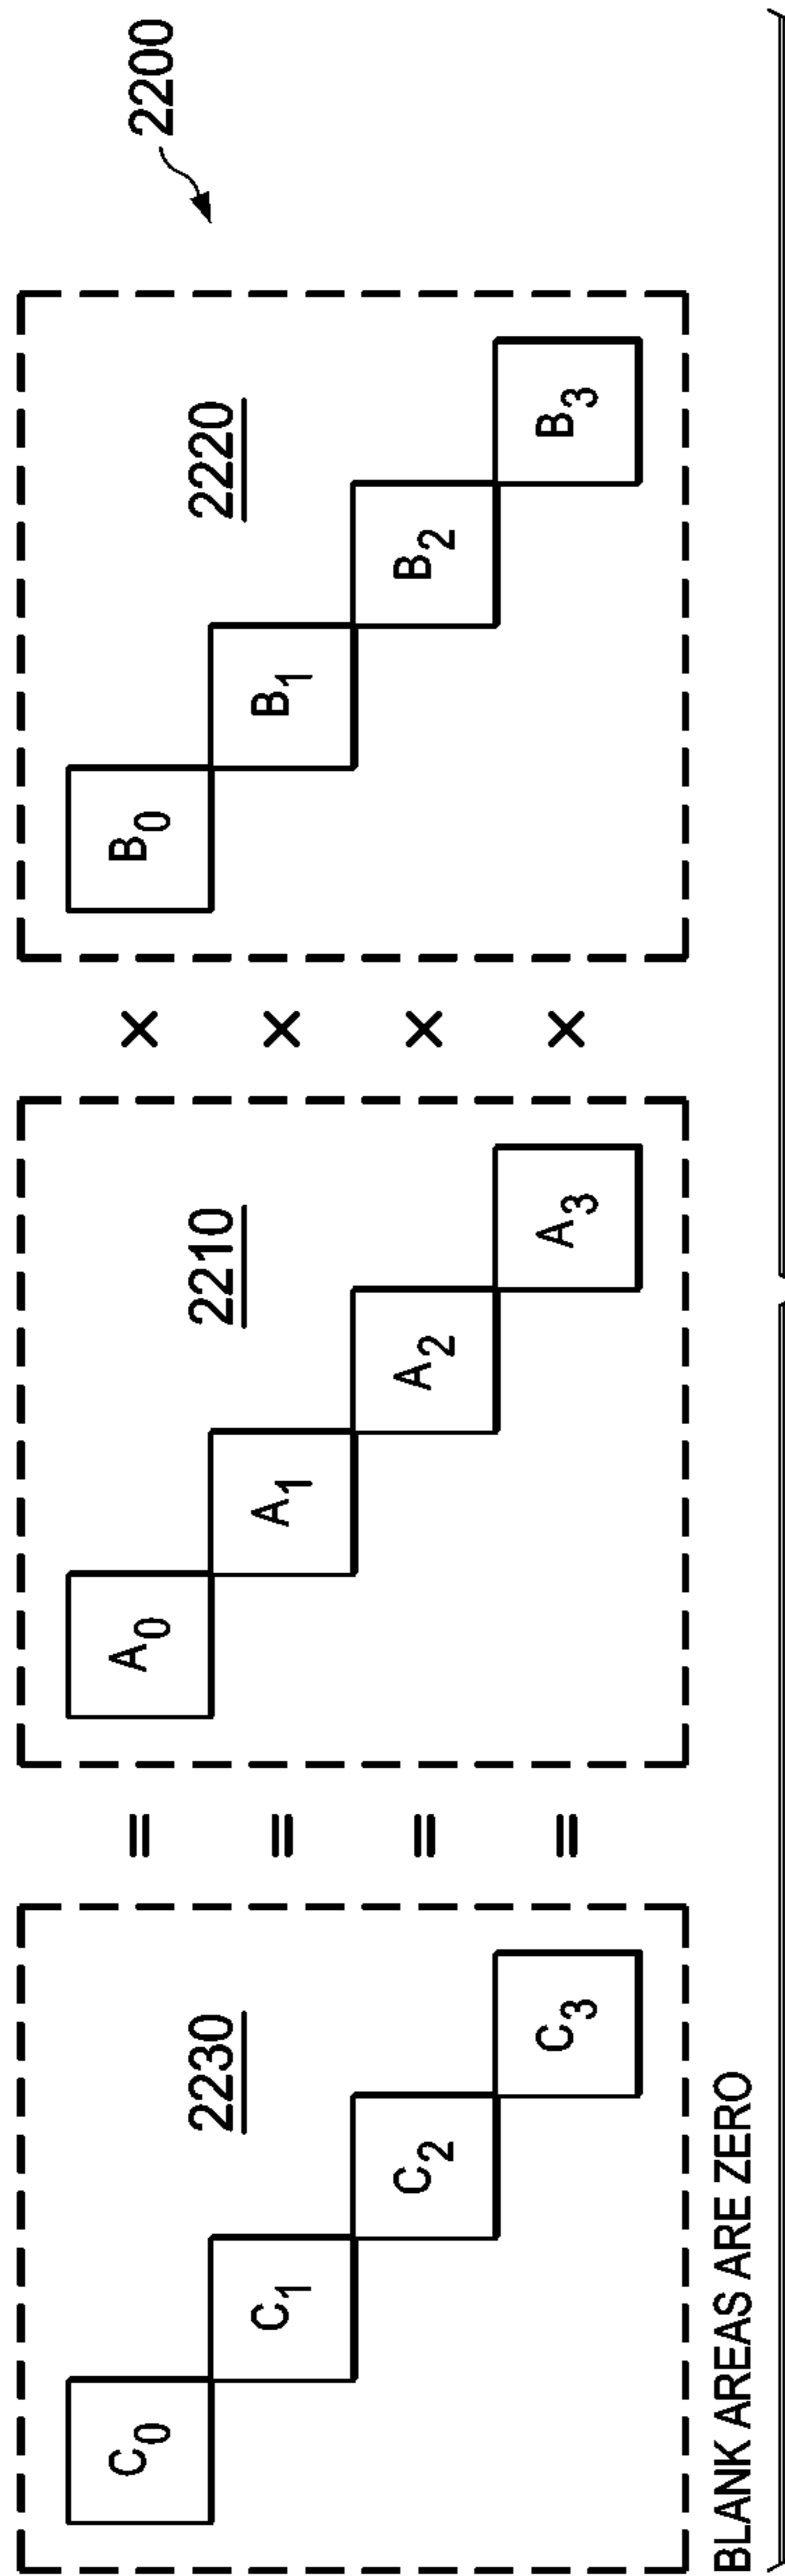 2200
2230
2210
2220
C0
=
A0
×
B0
C1
=
A1
×
B1
C2
=
A2
×
B2
C3
=
A3
×
B3
BLANK AREAS ARE ZERO